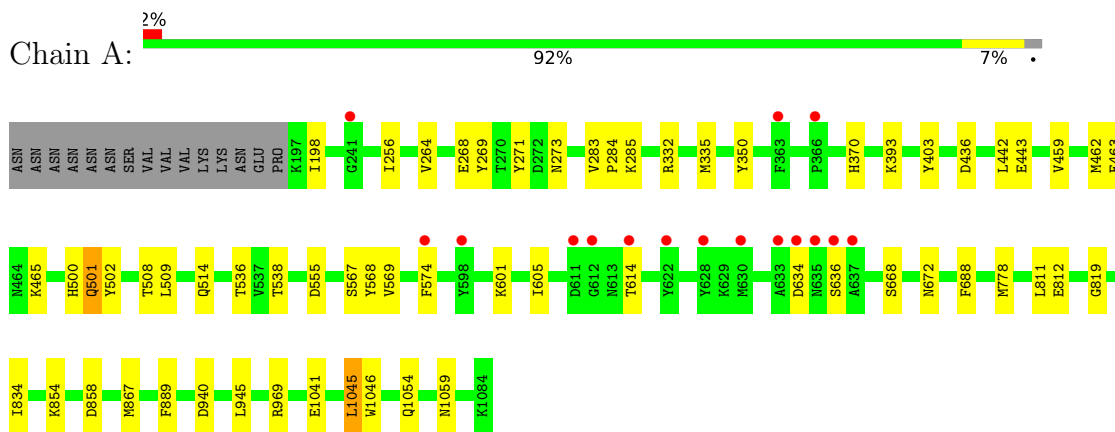 2%
Chain A:
92% 7% •
ASN ASN ASN ASN ASN ASN SER VAL VAL VAL LYS LYS ASN GLU PRO K197 I198 G241 I256 V264 E268 Y269 T270 Y271 D272 N273 V283 P284 K285 R332 M335 Y350 F363 P366 H370 K393 Y403 D436 L442 E443 V459 M462
N464 K465 H500 Q501 Y502 T508 L509 Q514 T536 V537 T538 D555 S567 Y568 V569 F574 Y598 K601 I605 D611 G612 N613 T614 Y622 Y628 K629 M630 A633 D634 N635 S636 A637 S668 N672 F688 M778 L811 E812 G819
I834 K854 D858 M867 F889 D940 L945 R969 E1041 L1045 W1046 Q1054 N1059 K1084